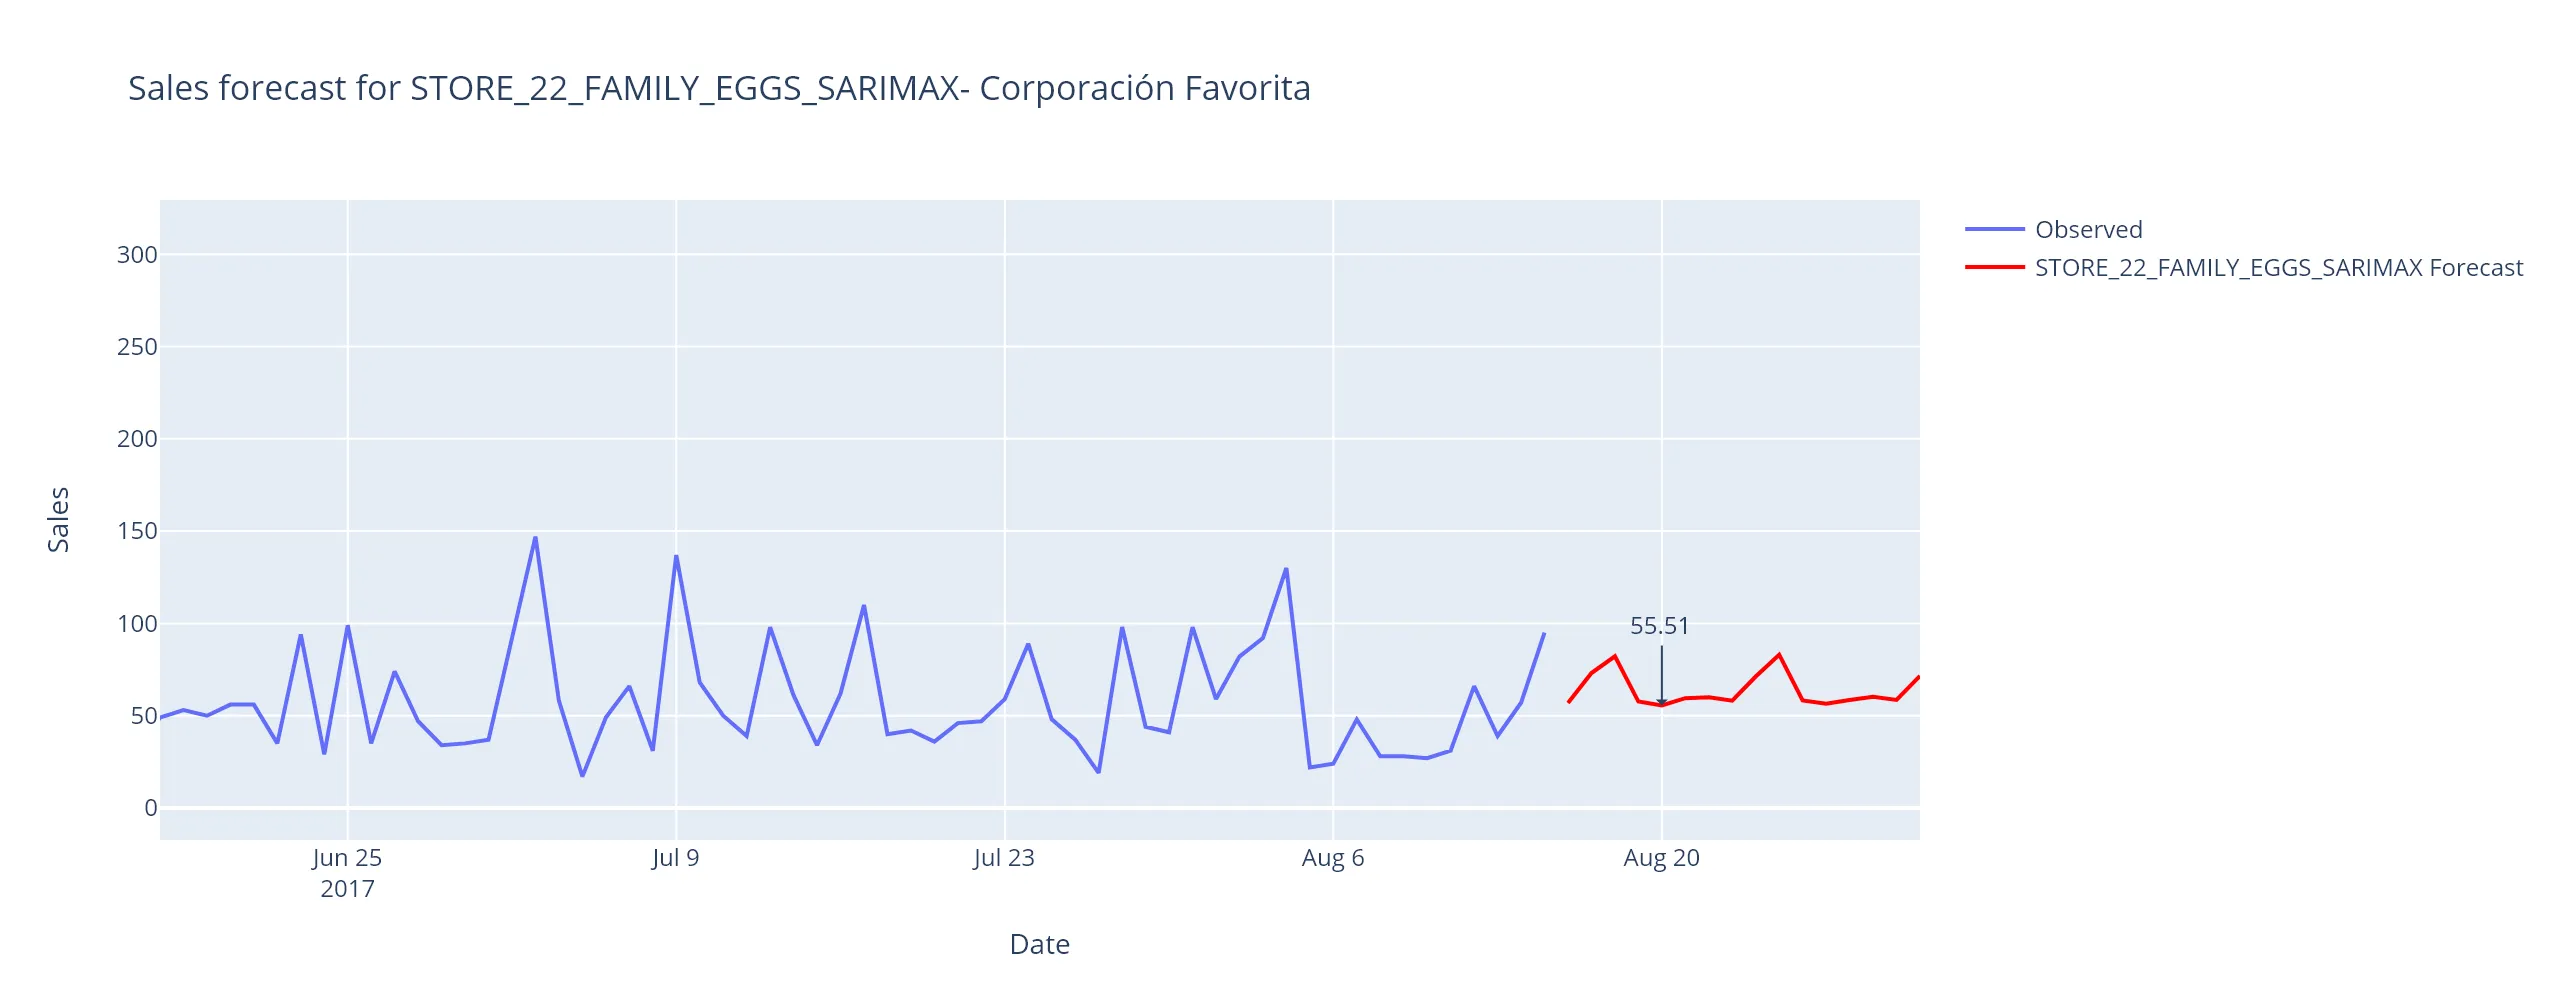 Sales forecast for STORE_22_FAMILY_EGGS_SARIMAX- Corporación Favorita
Observed
STORE_22_FAMILY_EGGS_SARIMAX Forecast
300
250
200
150
100
50
0
Sales
55.51
Jun 25
2017
Jul 9
Jul 23
Aug 6
Aug 20
Date